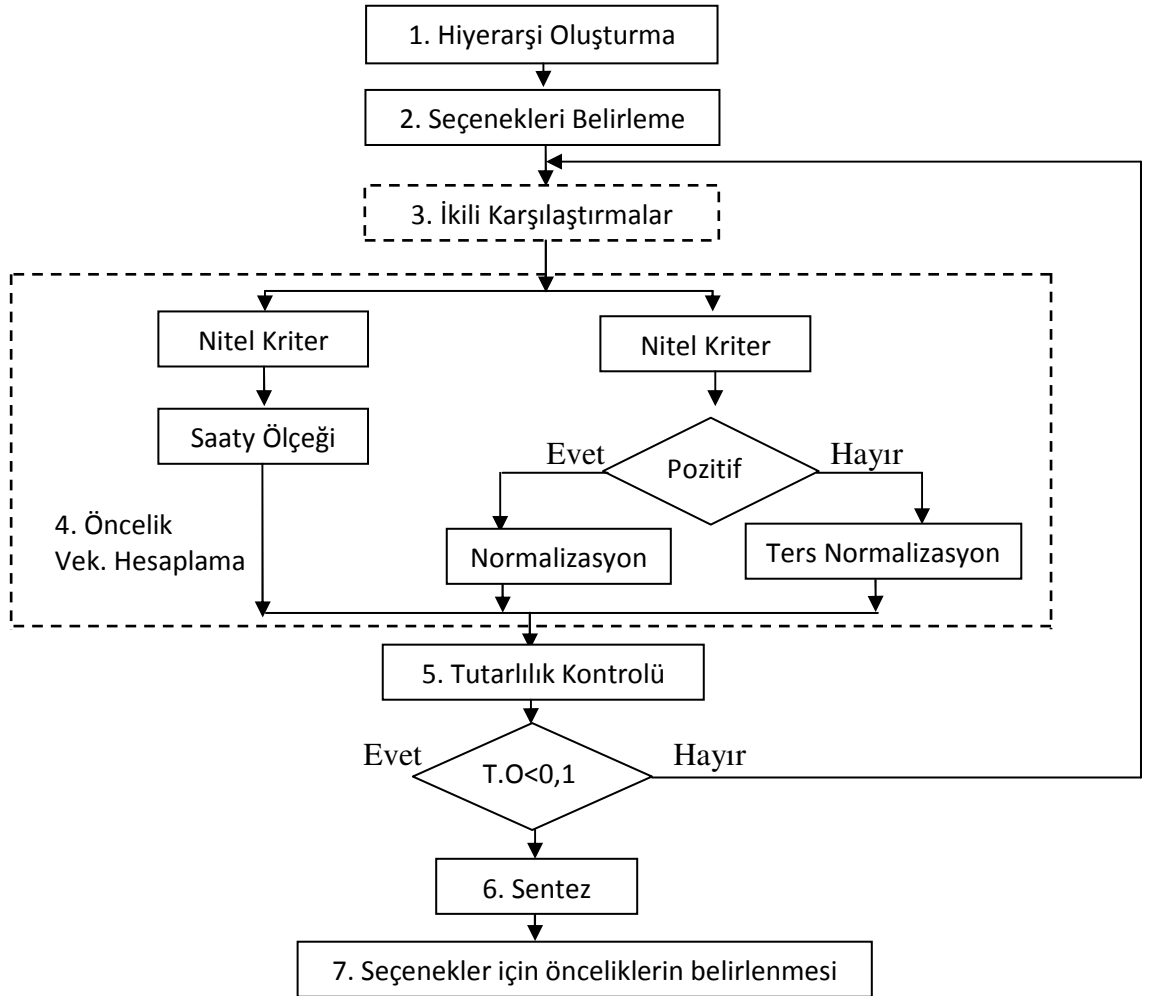 1. Hiyerarşi Oluşturma
2. Seçenekleri Belirleme
3. İkili Karşılaştırmalar
Nitel Kriter
Nitel Kriter
Saaty Ölçeği
Evet
Pozitif
Hayır
4. Öncelik
Vek. Hesaplama
Normalizasyon
Ters Normalizasyon
5. Tutarlılık Kontrolü
Evet
T.O<0,1
Hayır
6. Sentez
7. Seçenekler için önceliklerin belirlenmesi